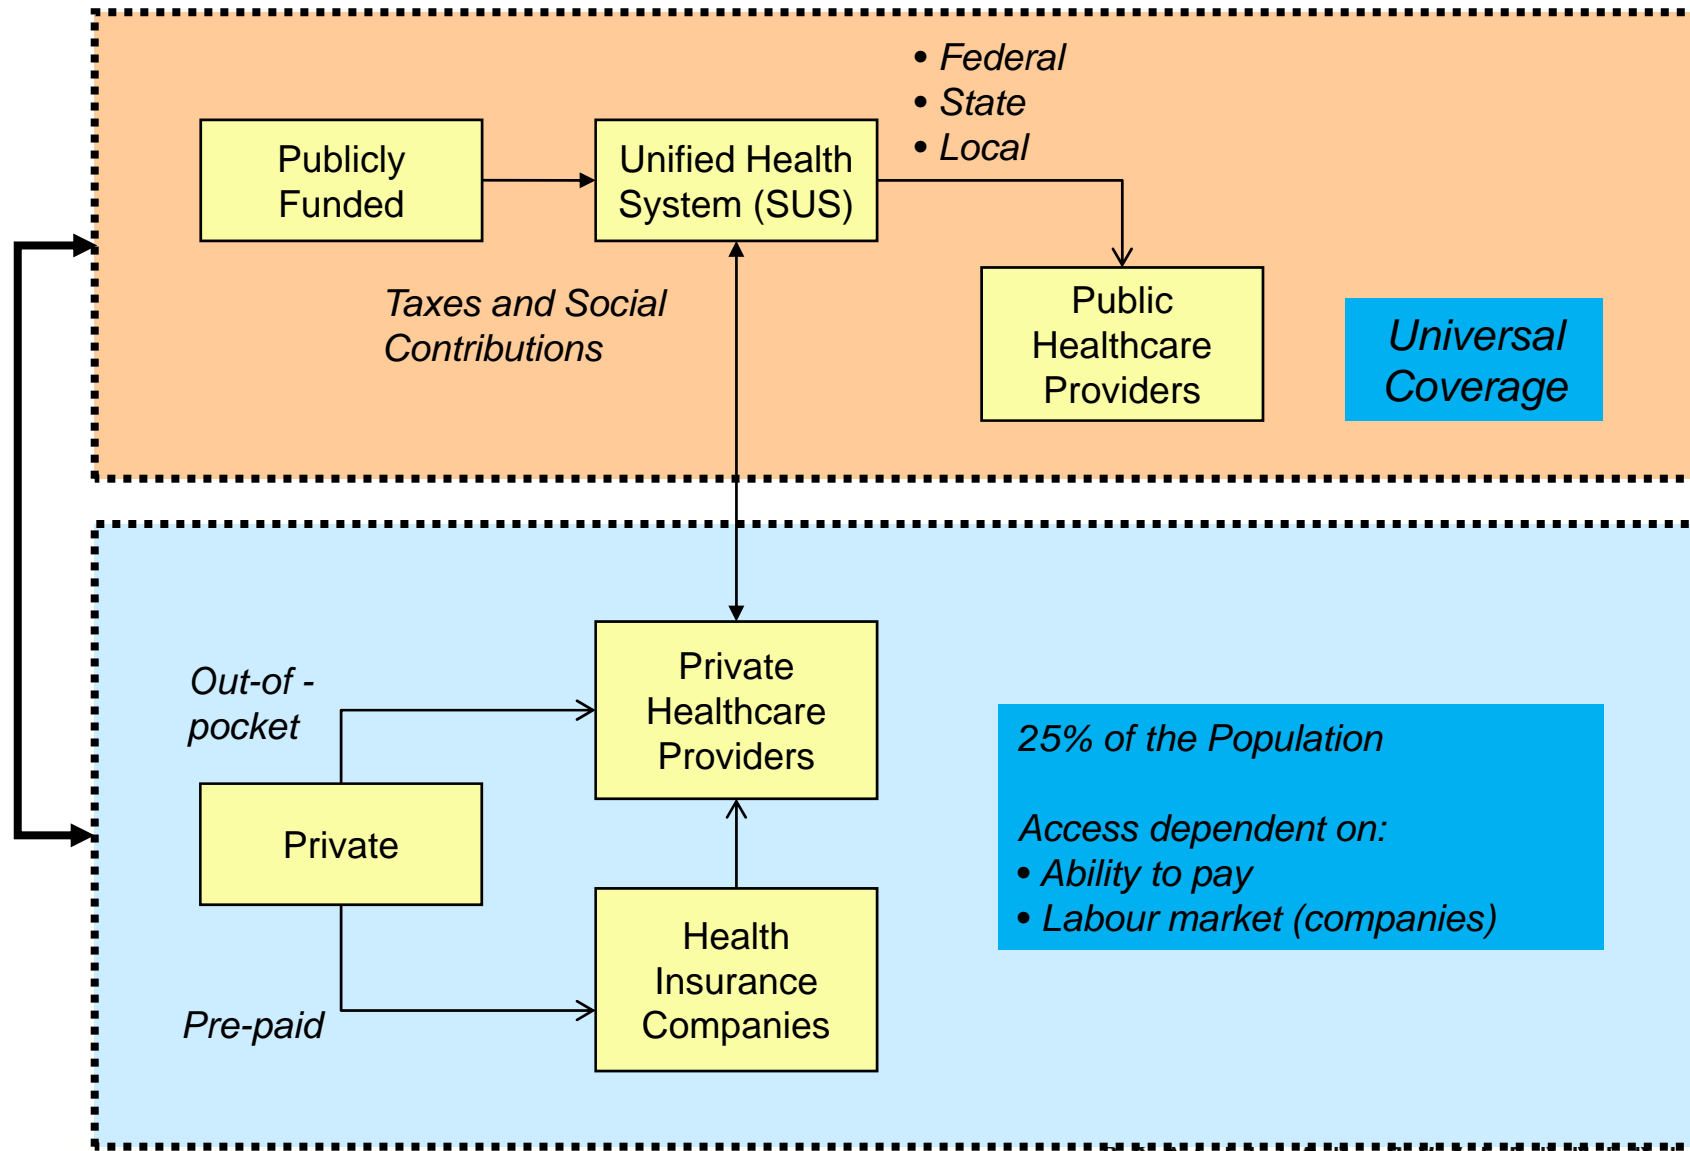 • Federal
• State
• Local
Publicly
Funded
Unified Health
System (SUS)
Taxes and Social
Contributions
Public
Healthcare
Providers
Universal
Coverage
Out-of -
pocket
Private
Healthcare
Providers
25% of the Population
Access dependent on:
• Ability to pay
• Labour market (companies)
Private
Health
Insurance
Companies
Pre-paid